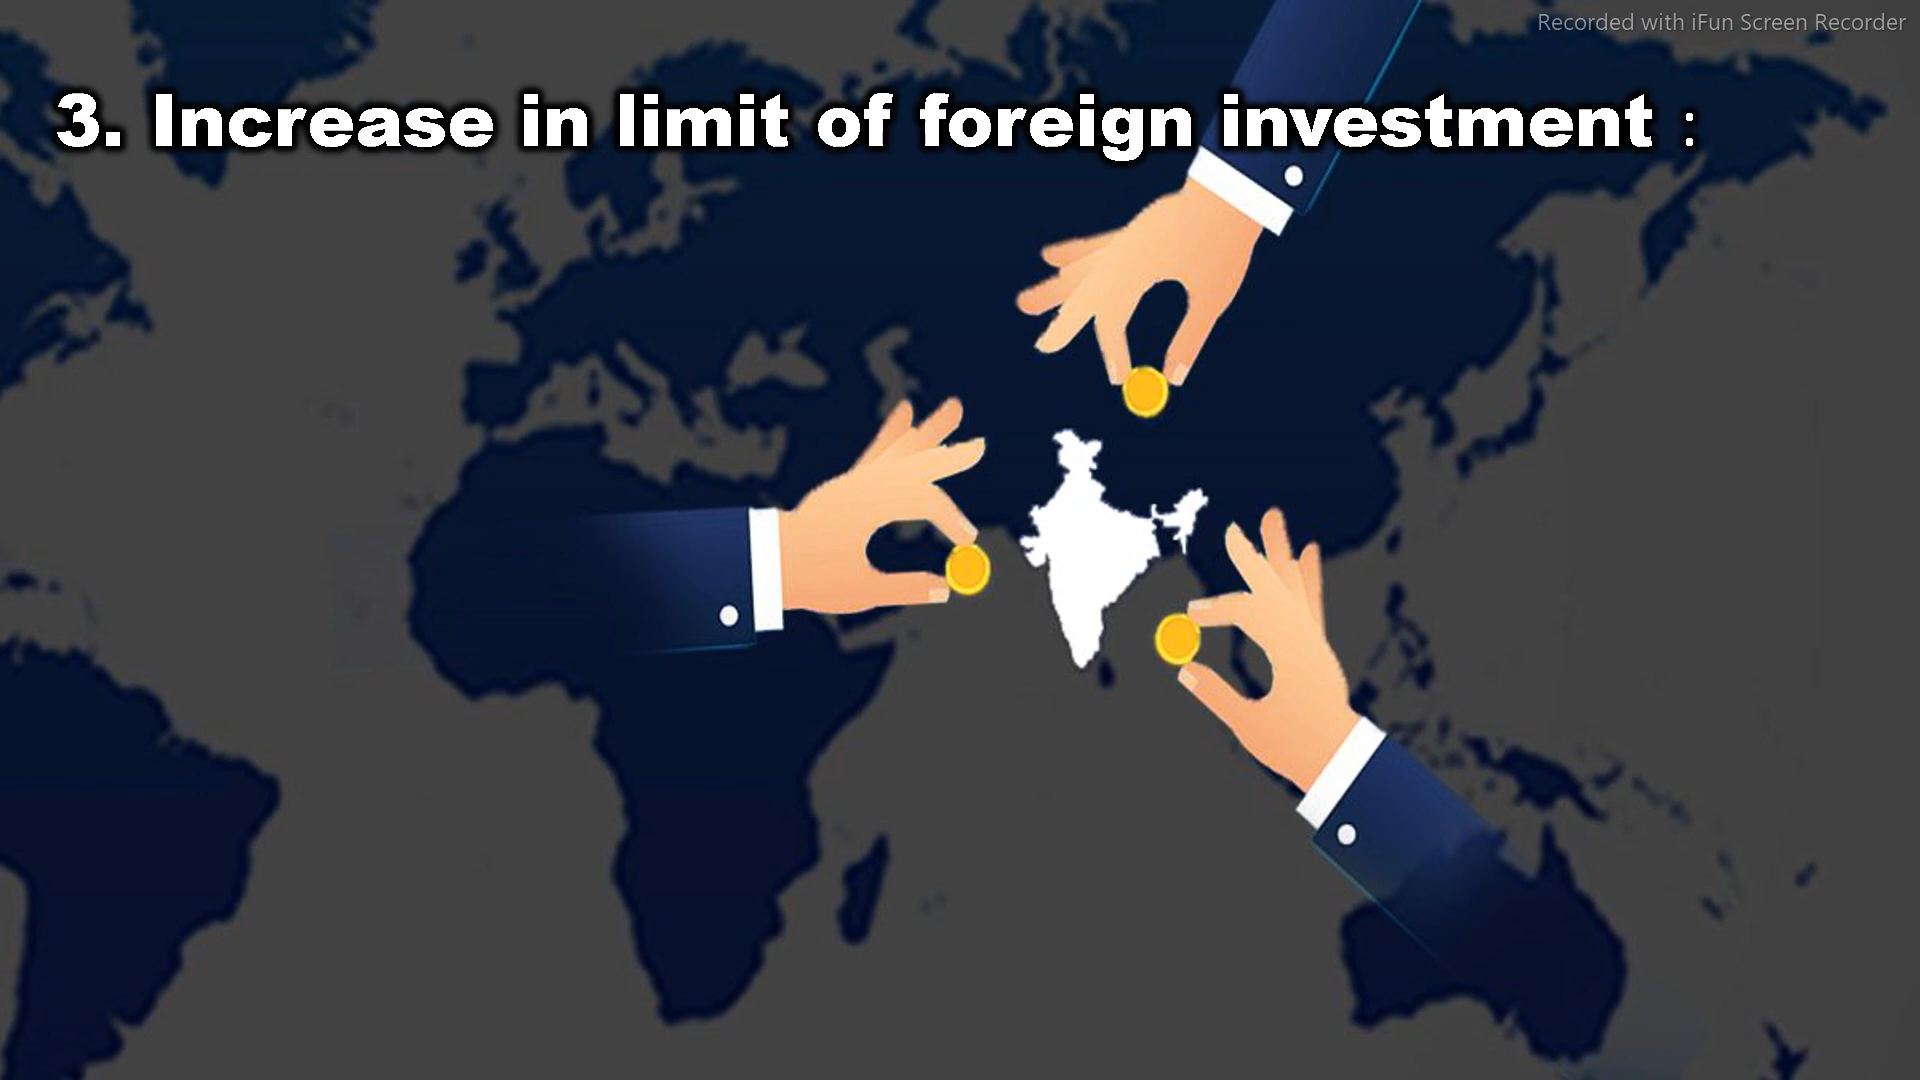 Recorded with iFun Screen Recorder
3. Increase in limit of foreign investment :